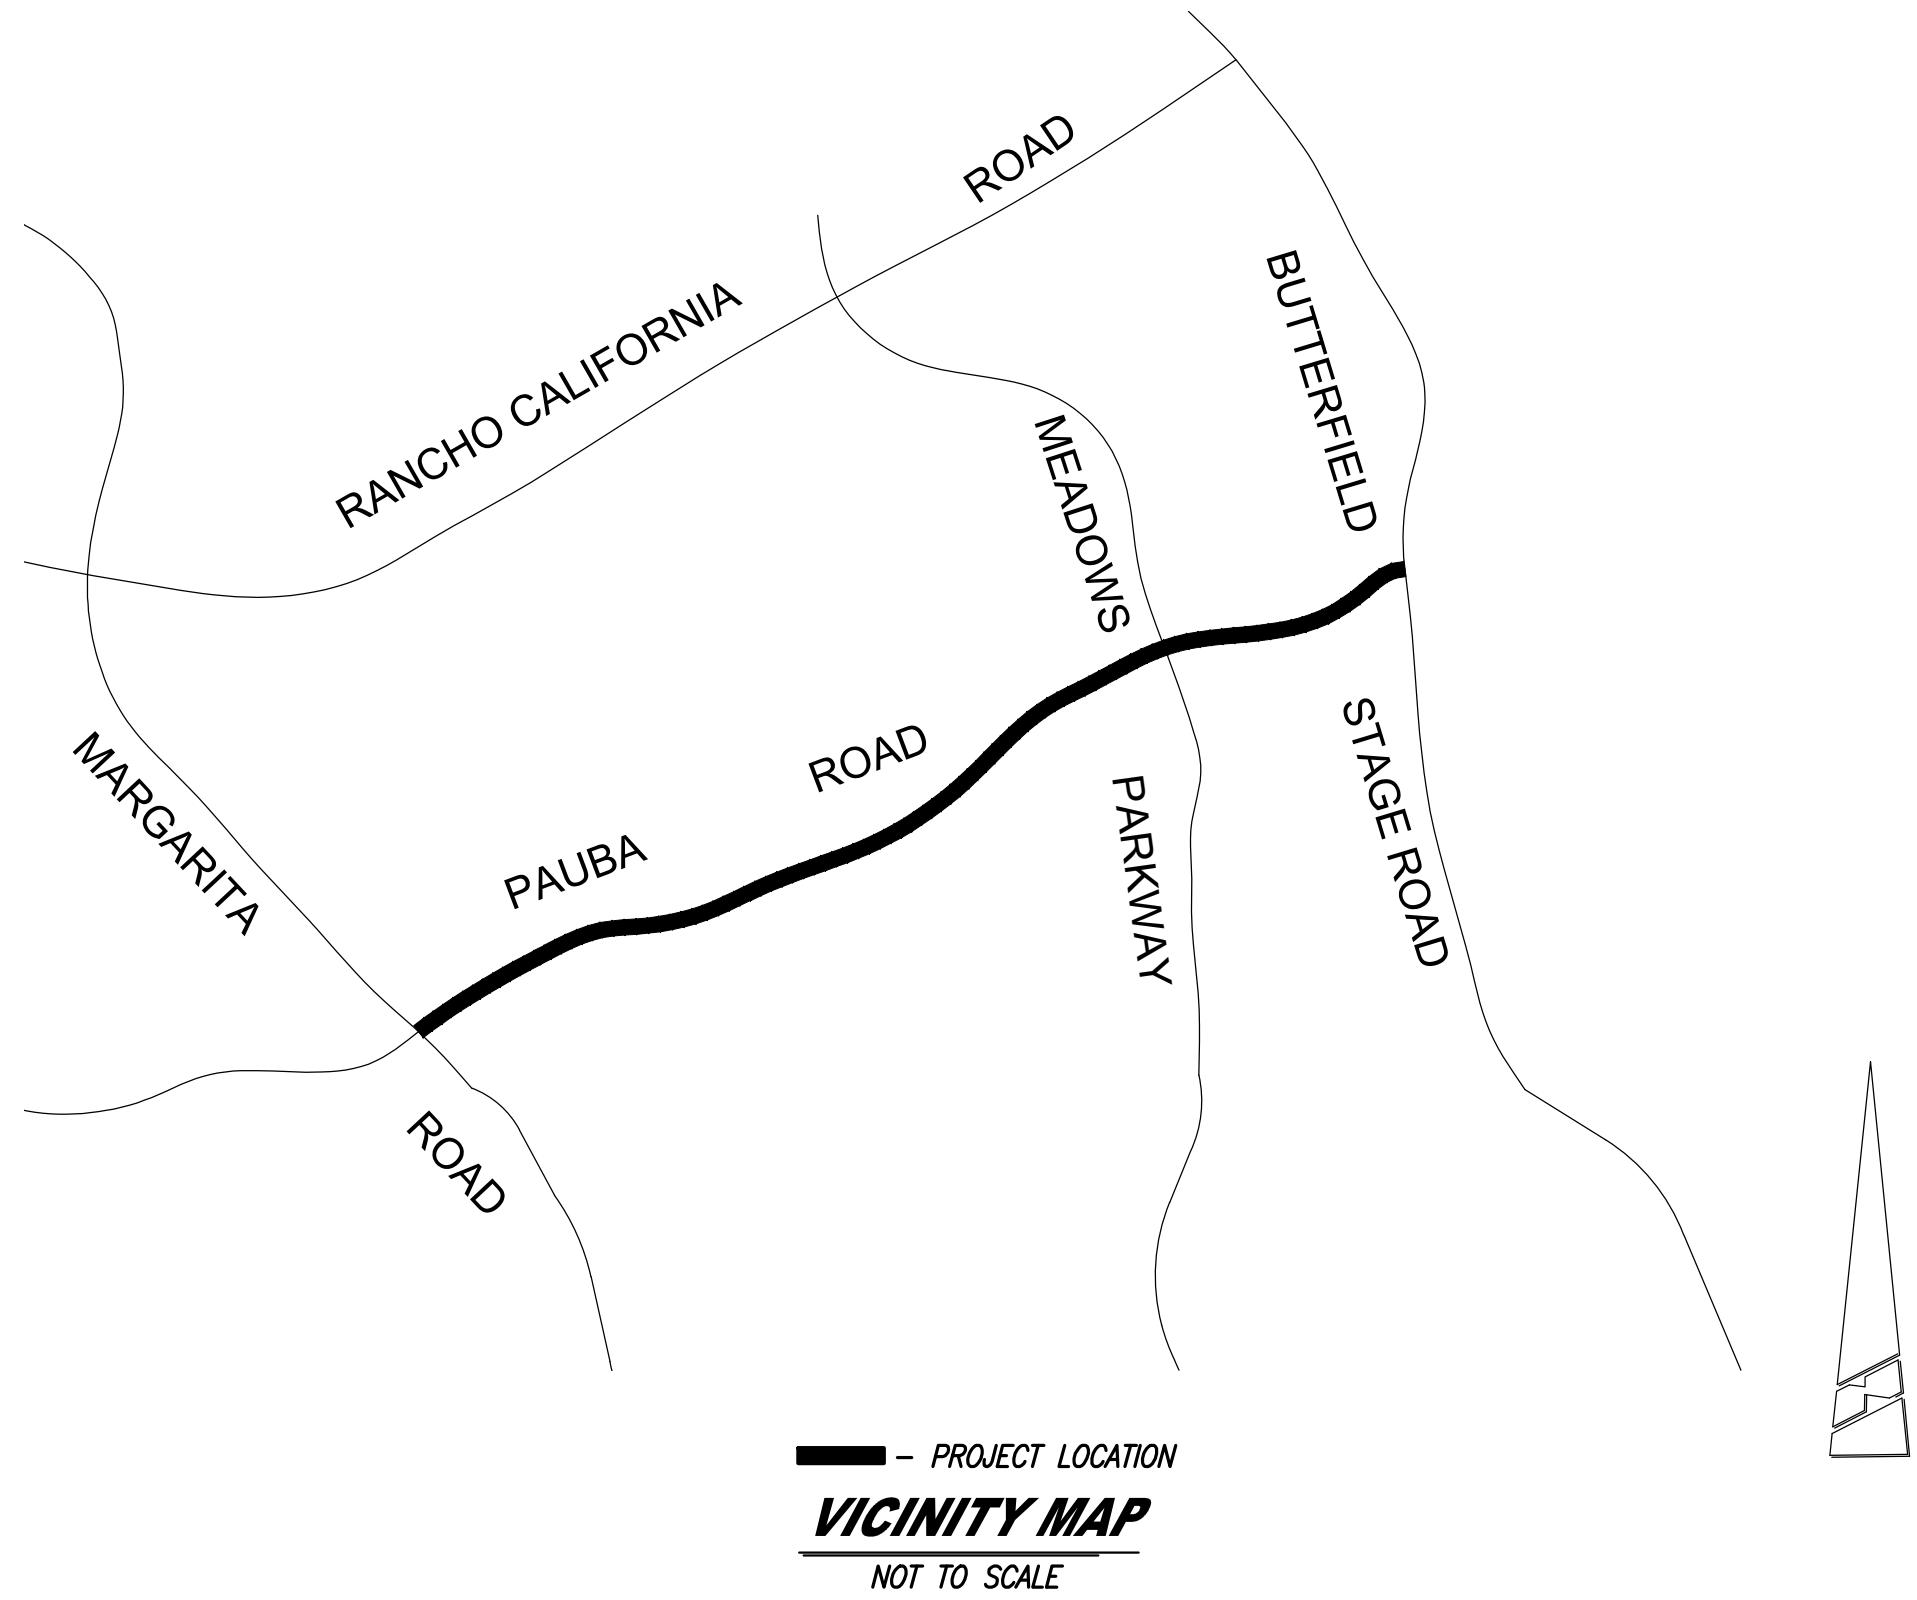 RANCHO CALIFORNIA ROAD
BUTTERFIELD STAGE ROAD
MEADOWS PARKWAY
MARGARITA ROAD
PAUBA ROAD
– PROJECT LOCATION
VICINITY MAP
NOT TO SCALE